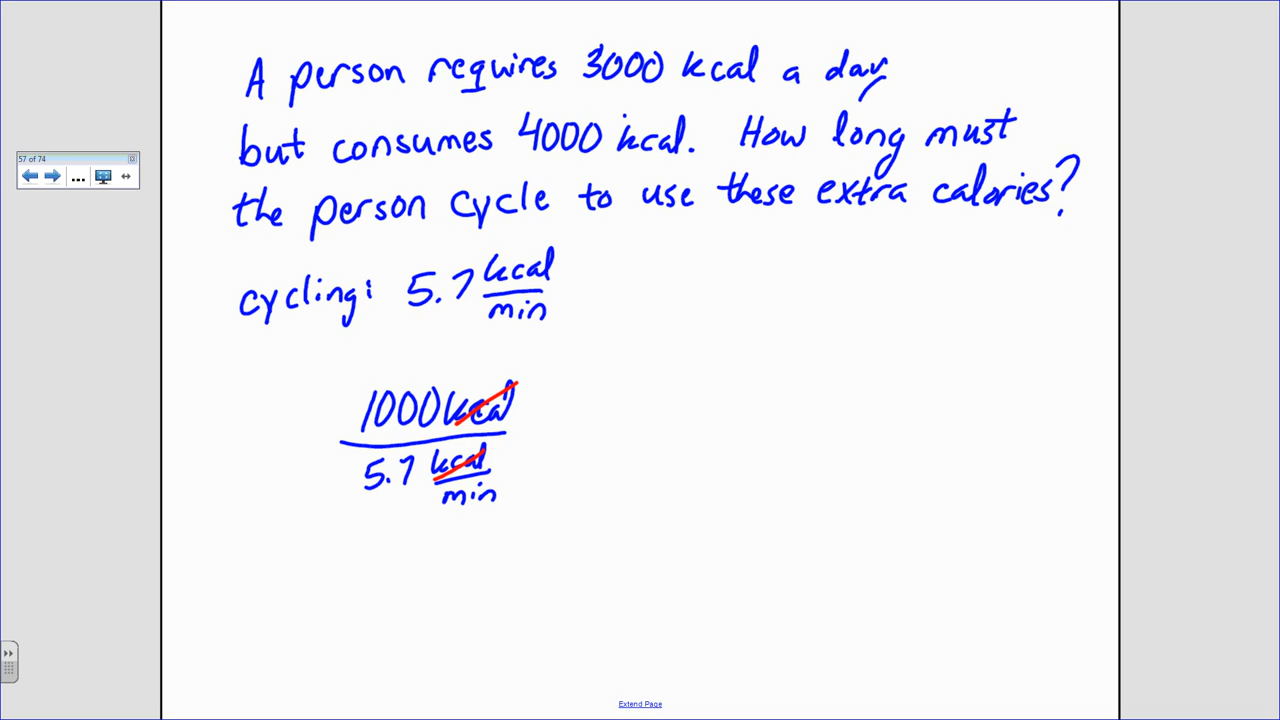 A person requires 3000 kcal a day
57 of 74
but consumes 4000 kcal. How long must
...
the person cycle to use these extra calories?
cycling: 5.7 kcal
min
1000 kcal
5.7 kcal
min
Extend Page